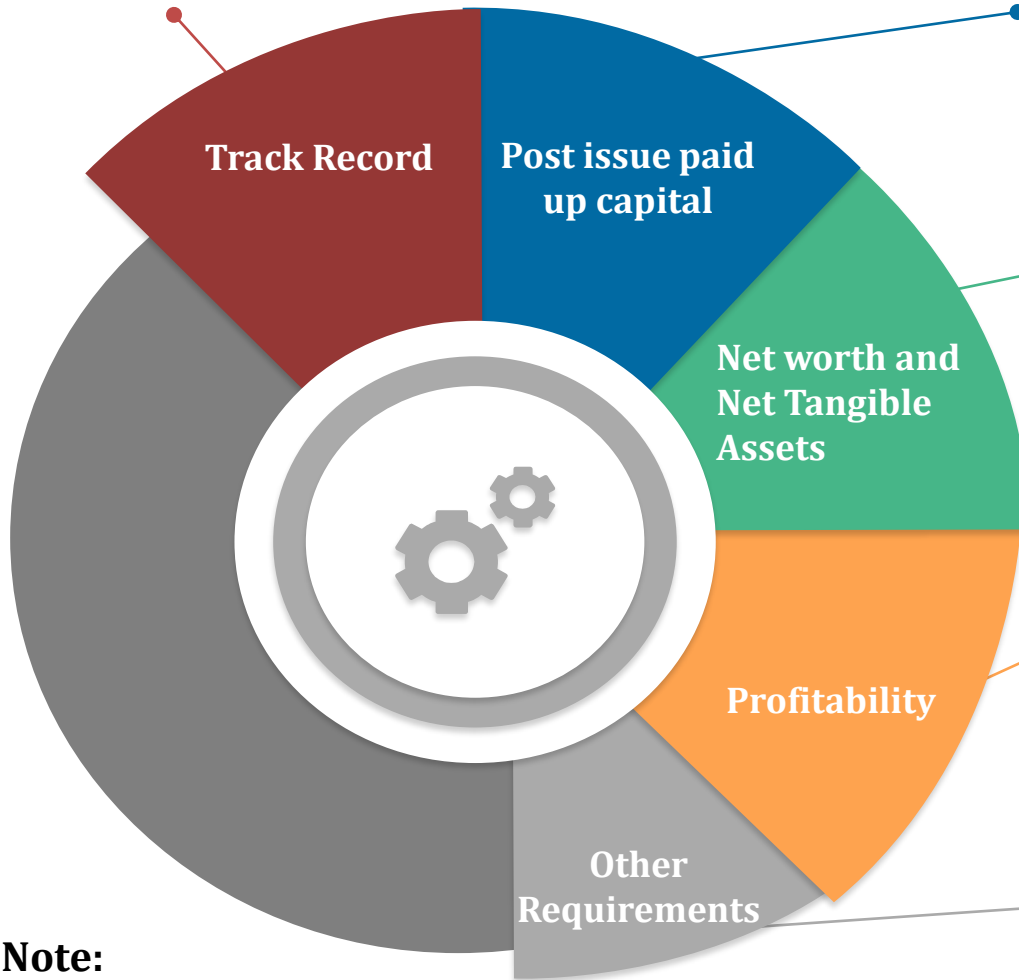 Track Record
Post issue paid
up capital
Net worth and
Net Tangible
Assets
Profitability
Other
Requirements
Note: